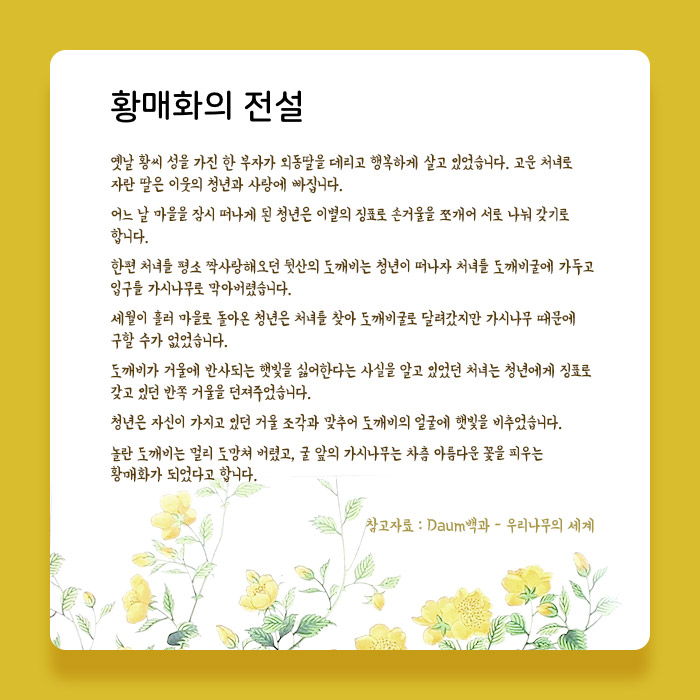 황매화의 전설
옛날 황씨 성을 가진 한 부자가 외동딸을 데리고 행복하게 살고 있었습니다. 고운 처녀로
자란 딸은 이웃의 청년과 사랑에 빠집니다.
어느 날 마을을 잠시 떠나게 된 청년은 이별의 징표로 손거울을 쪼개어 서로 나눠 갖기로
합니다.
한편 처녀를 평소 짝사랑해오던 뒷산의 도깨비는 청년이 떠나자 처녀를 도깨비굴에 가두고
입구를 가시나무로 막아버렸습니다.
세월이 흘러 마을로 돌아온 청년은 처녀를 찾아 도깨비굴로 달려갔지만 가시나무 때문에
구할 수가 없었습니다.
도깨비가 거울에 반사되는 햇빛을 싫어한다는 사실을 알고 있었던 처녀는 청년에게 징표로
갖고 있던 반쪽 거울을 던져주었습니다.
청년은 자신이 가지고 있던 거울 조각과 맞추어 도깨비의 얼굴에 햇빛을 비추었습니다.
놀란 도깨비는 멀리 도망쳐 버렸고, 굴 앞의 가시나무는 차츰 아름다운 꽃을 피우는
황매화가 되었다고 합니다.
참고자료 : Daum백과 - 우리나무의 세계